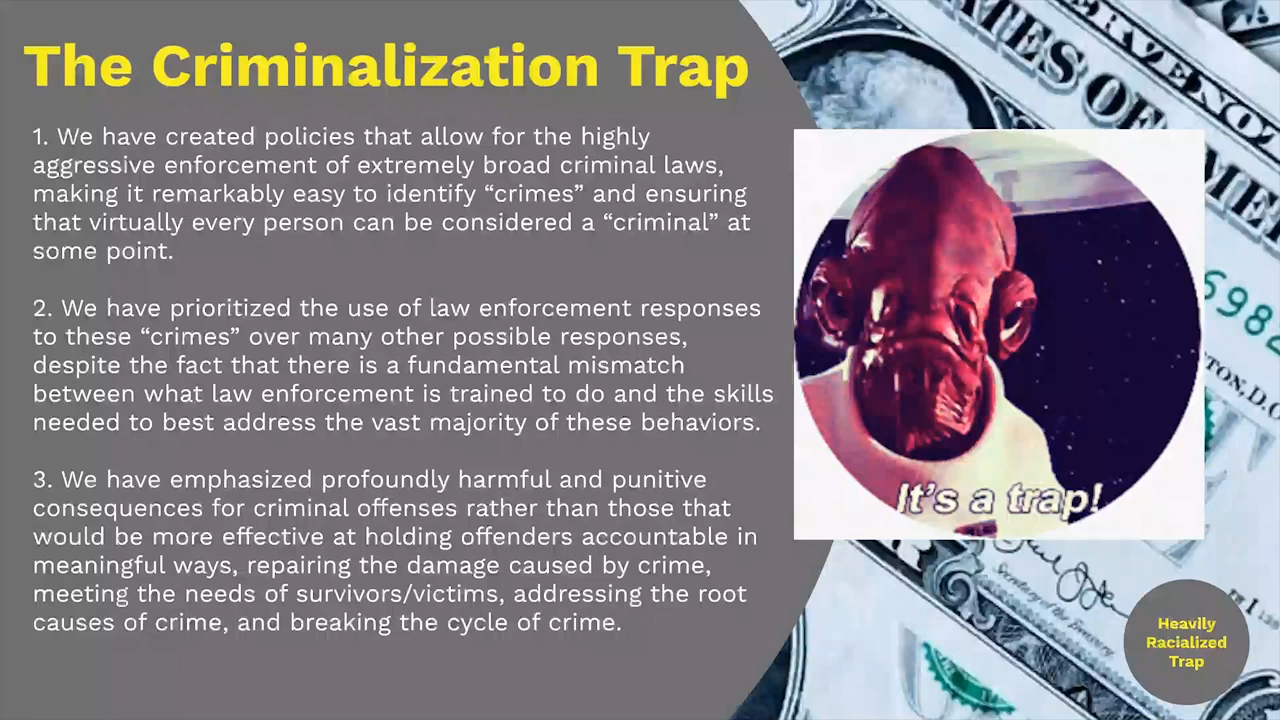 The Criminalization Trap
1. We have created policies that allow for the highly
aggressive enforcement of extremely broad criminal laws,
making it remarkably easy to identify “crimes” and ensuring
that virtually every person can be considered a “criminal” at
some point.
2. We have prioritized the use of law enforcement responses
to these “crimes” over many other possible responses,
despite the fact that there is a fundamental mismatch
between what law enforcement is trained to do and the skills
needed to best address the vast majority of these behaviors.
3. We have emphasized profoundly harmful and punitive
consequences for criminal offenses rather than those that
would be more effective at holding offenders accountable in
meaningful ways, repairing the damage caused by crime,
meeting the needs of survivors/victims, addressing the root
causes of crime, and breaking the cycle of crime.
It's a trap!
Heavily
Racialized
Trap